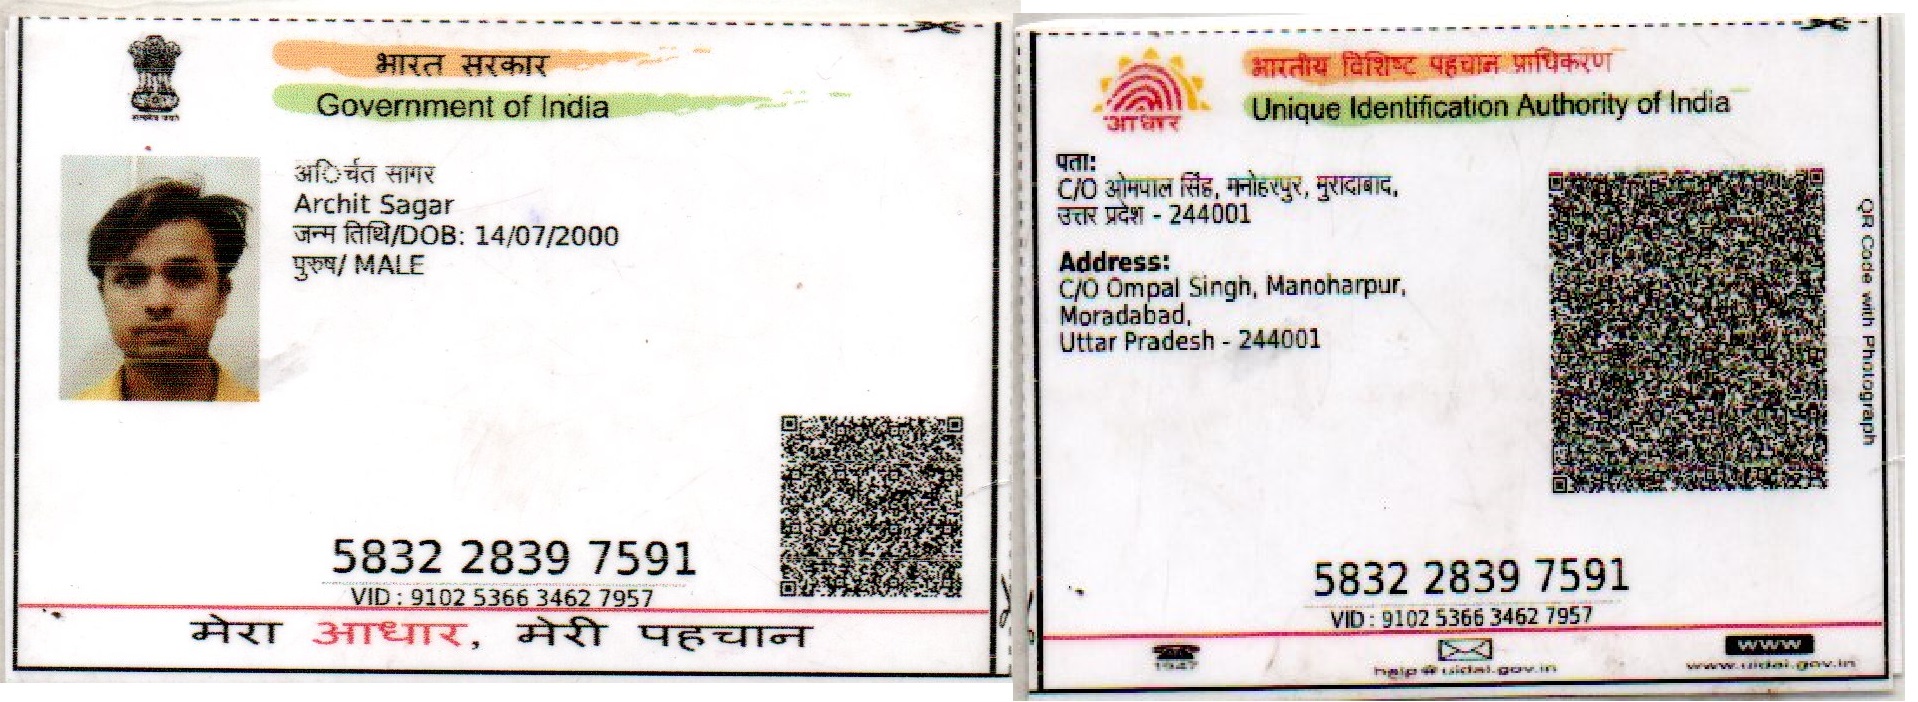 भारत सरकार
Government of India
सत्यमेव जयते
अिर्चत सागर
Archit Sagar
जन्म तिथि/DOB: 14/07/2000
पुरुष/ MALE
5832 2839 7591
VID : 9102 5366 3462 7957
मेरा आधार, मेरी पहचान
आधार
भारतीय विशिष्ट पहचान प्राधिकरण
Unique Identification Authority of India
पता:
C/O ओमपाल सिंह, मनोहरपुर, मुरादाबाद,
उत्तर प्रदेश - 244001
Address:
C/O Ompal Singh, Manoharpur,
Moradabad,
Uttar Pradesh - 244001
QR Code with Photograph
5832 2839 7591
VID : 9102 5366 3462 7957
1947
help@uidai.gov.in
www
www.uidai.gov.in